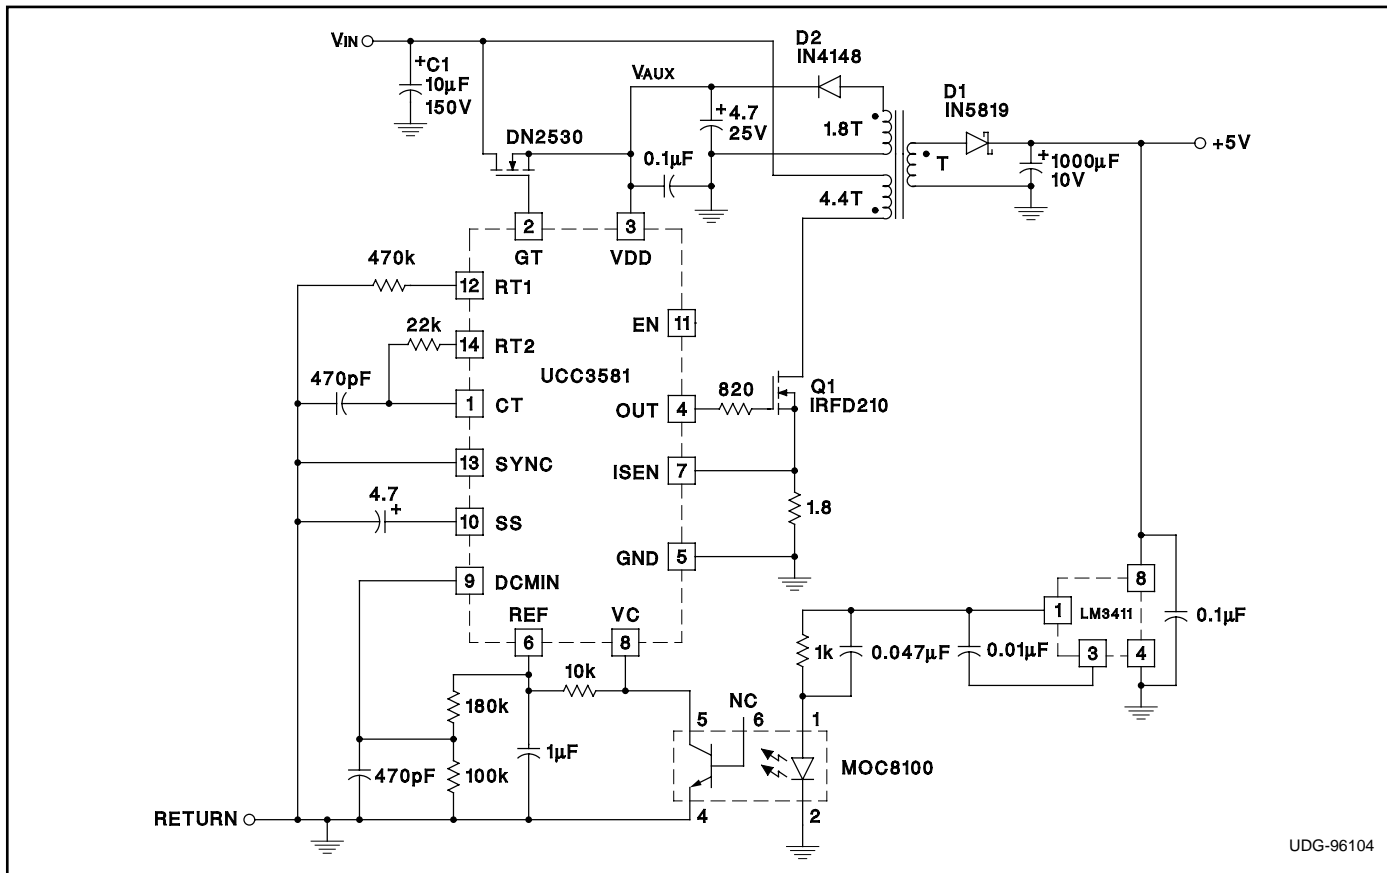 VIN
+C1
10µF
150V
VAUX
D2
IN4148
+4.7
25V
D1
IN5819
1.8T
T
4.4T
+1000µF
10V
+5V
DN2530
0.1µF
2
3
GT
VDD
470k
12
RT1
22k
14
RT2
EN
11
470pF
UCC3581
1
CT
OUT
4
820
Q1
IRFD210
13
SYNC
ISEN
7
4.7
+
10
SS
1.8
GND
5
9
DCMIN
REF
VC
6
8
8
1
LM3411
0.1µF
3
4
1k
0.047µF
0.01µF
10k
180k
NC
5
6
1
1µF
MOC8100
470pF
100k
4
2
RETURN
UDG-96104